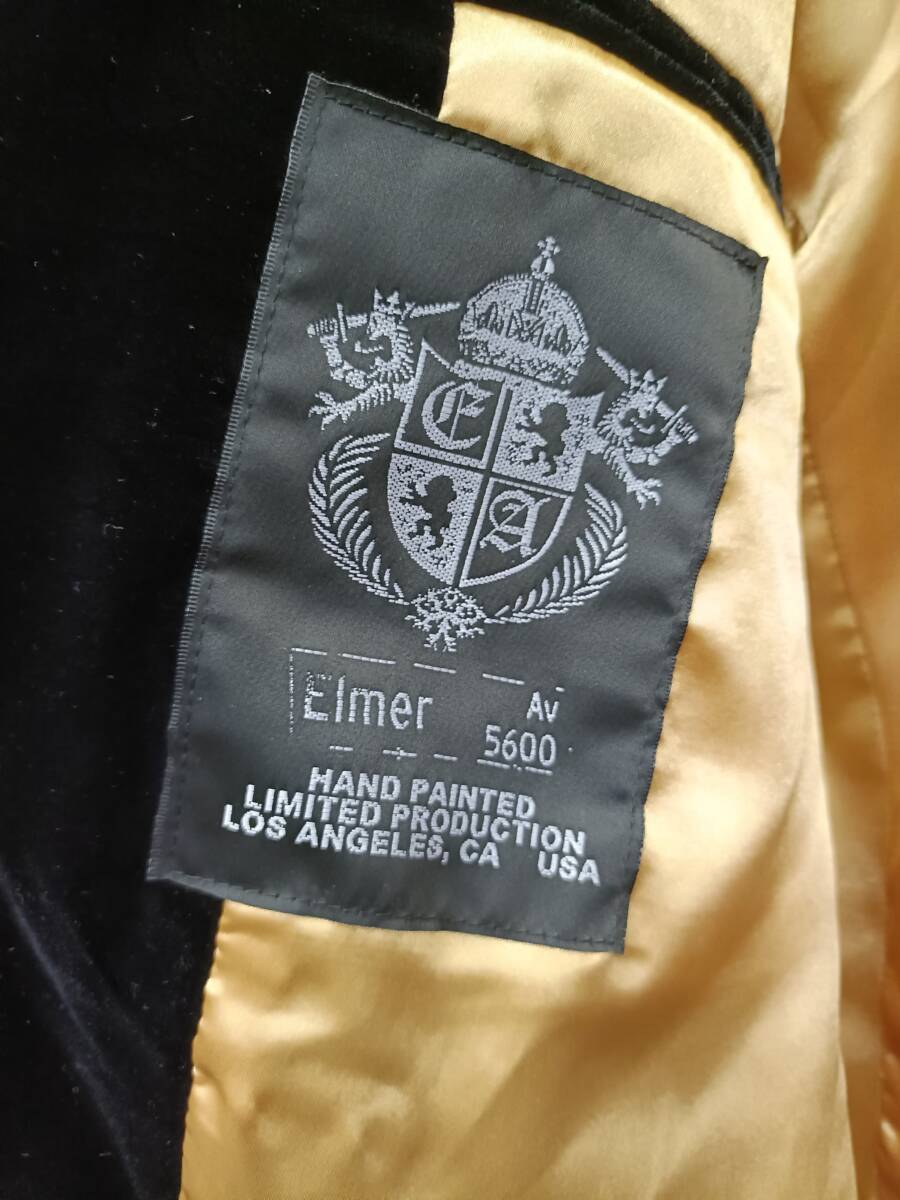 E
A
Elmer Av
5600
HAND PAINTED
LIMITED PRODUCTION
LOS ANGELES, CA USA